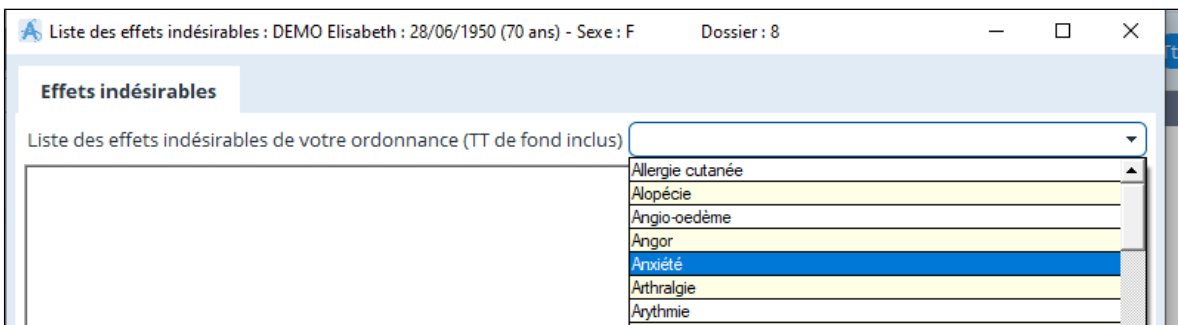 Liste des effets indésirables : DEMO Elisabeth : 28/06/1950 (70 ans) - Sexe : F Dossier : 8
Effets indésirables
Liste des effets indésirables de votre ordonnance (TT de fond inclus)
Allergie cutanée
Alopécie
Angio-oedème
Angor
Anxiété
Arthralgie
Arythmie